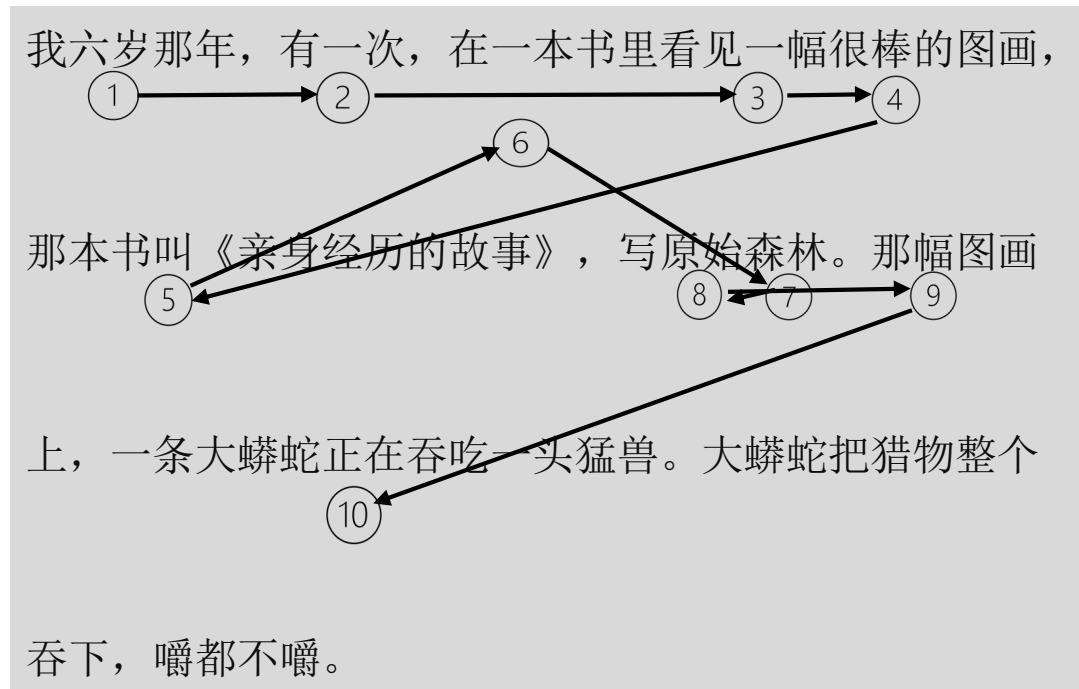 我六岁那年，有一次，在一本书里看见一幅很棒的图画，
1 2 3 4
6
那本书叫《亲身经历的故事》，写原始森林。那幅图画
5 8 7 9
上，一条大蟒蛇正在吞吃一头猛兽。大蟒蛇把猎物整个
10
吞下，嚼都不嚼。